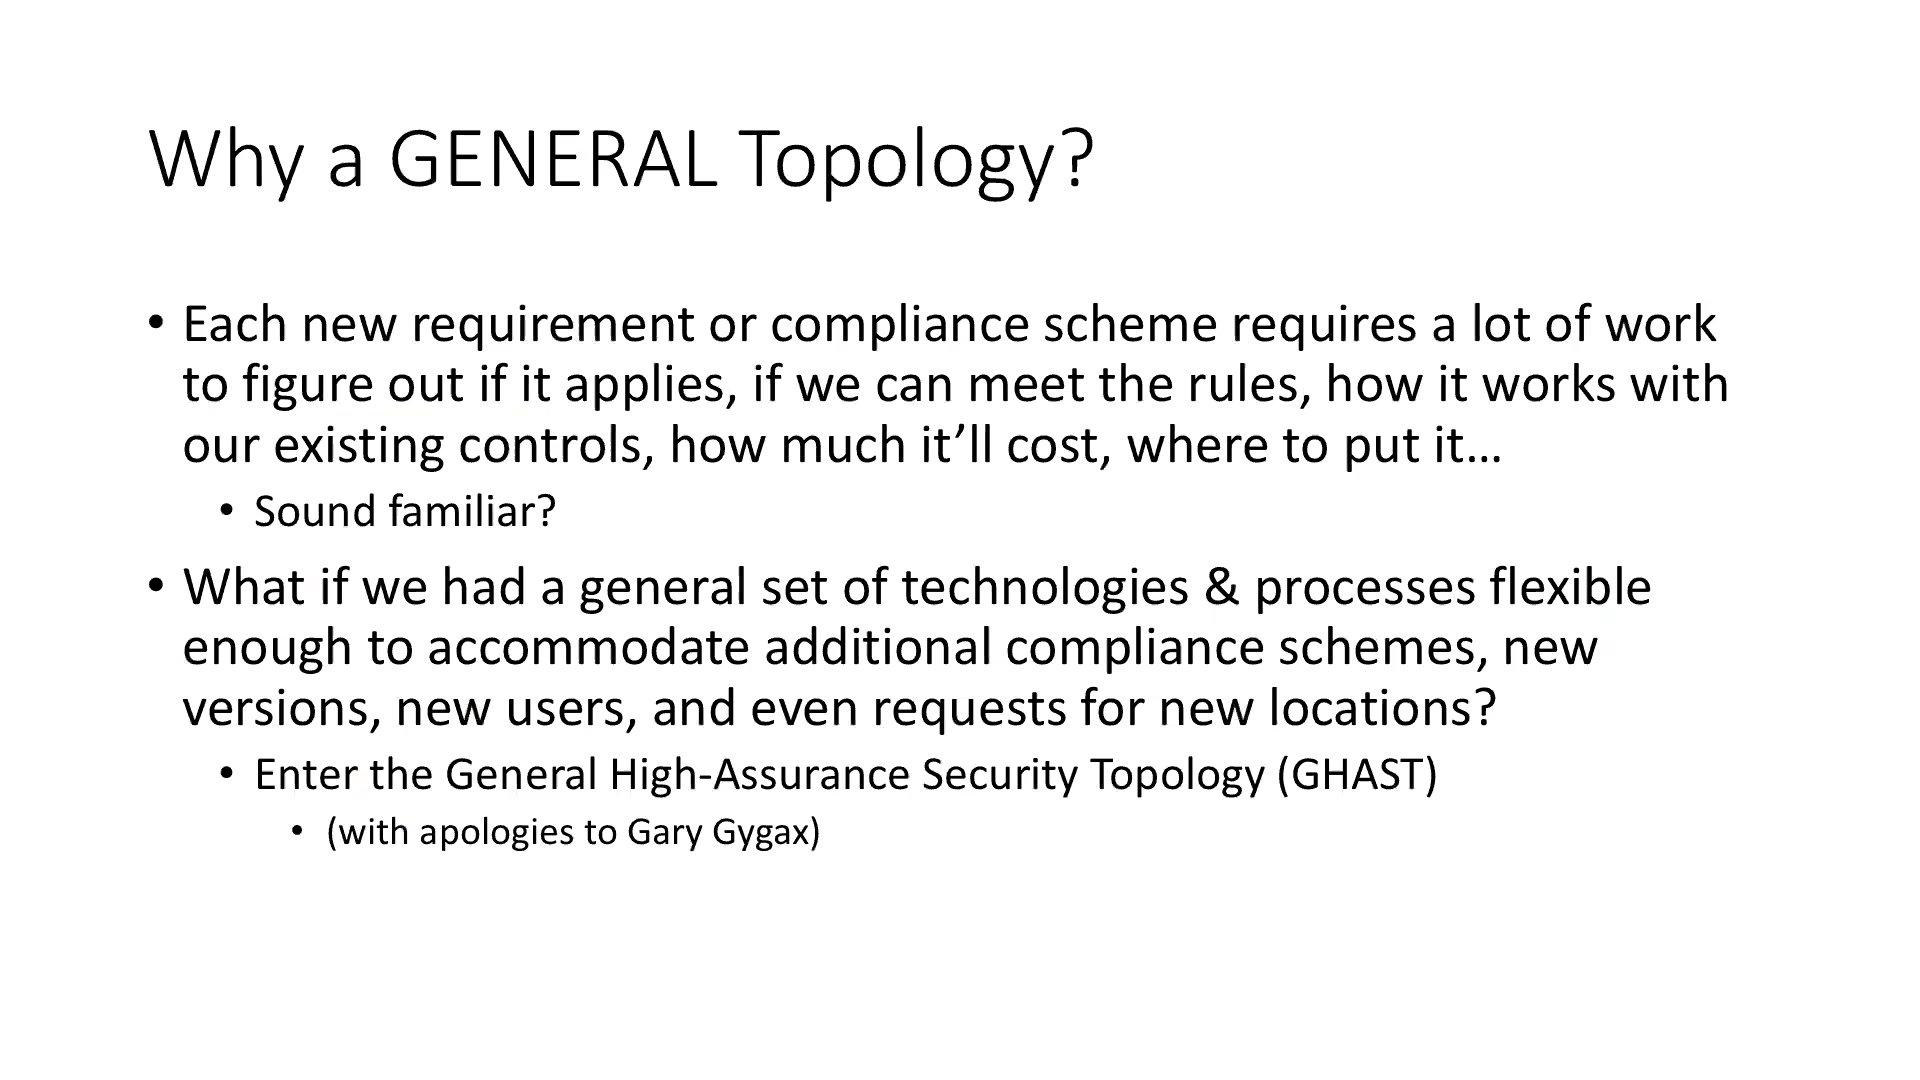 Why a GENERAL Topology?
• Each new requirement or compliance scheme requires a lot of work
to figure out if it applies, if we can meet the rules, how it works with
our existing controls, how much it’ll cost, where to put it…
• Sound familiar?
• What if we had a general set of technologies & processes flexible
enough to accommodate additional compliance schemes, new
versions, new users, and even requests for new locations?
• Enter the General High-Assurance Security Topology (GHAST)
• (with apologies to Gary Gygax)